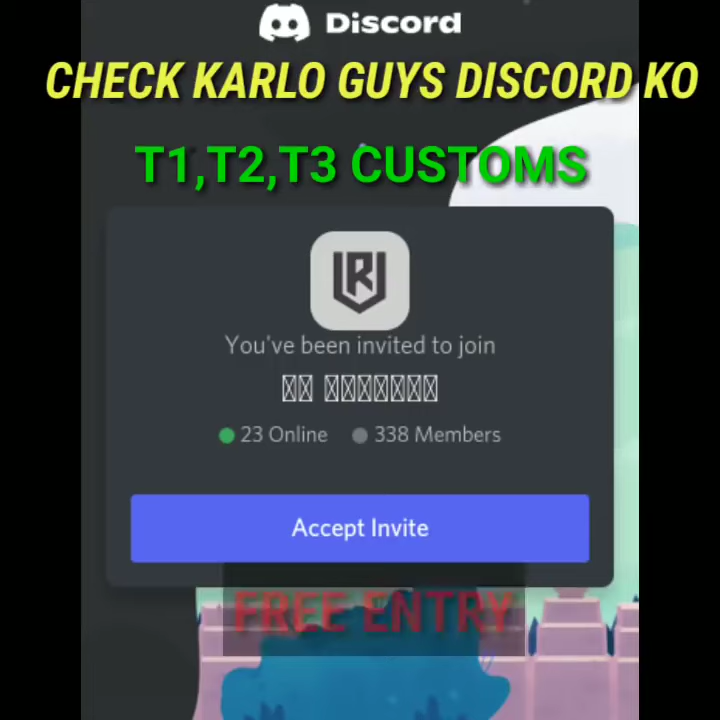 Discord
CHECK KARLO GUYS DISCORD KO
T1,T2,T3 CUSTOMS
You've been invited to join
23 Online 338 Members
Accept Invite
FREE ENTRY